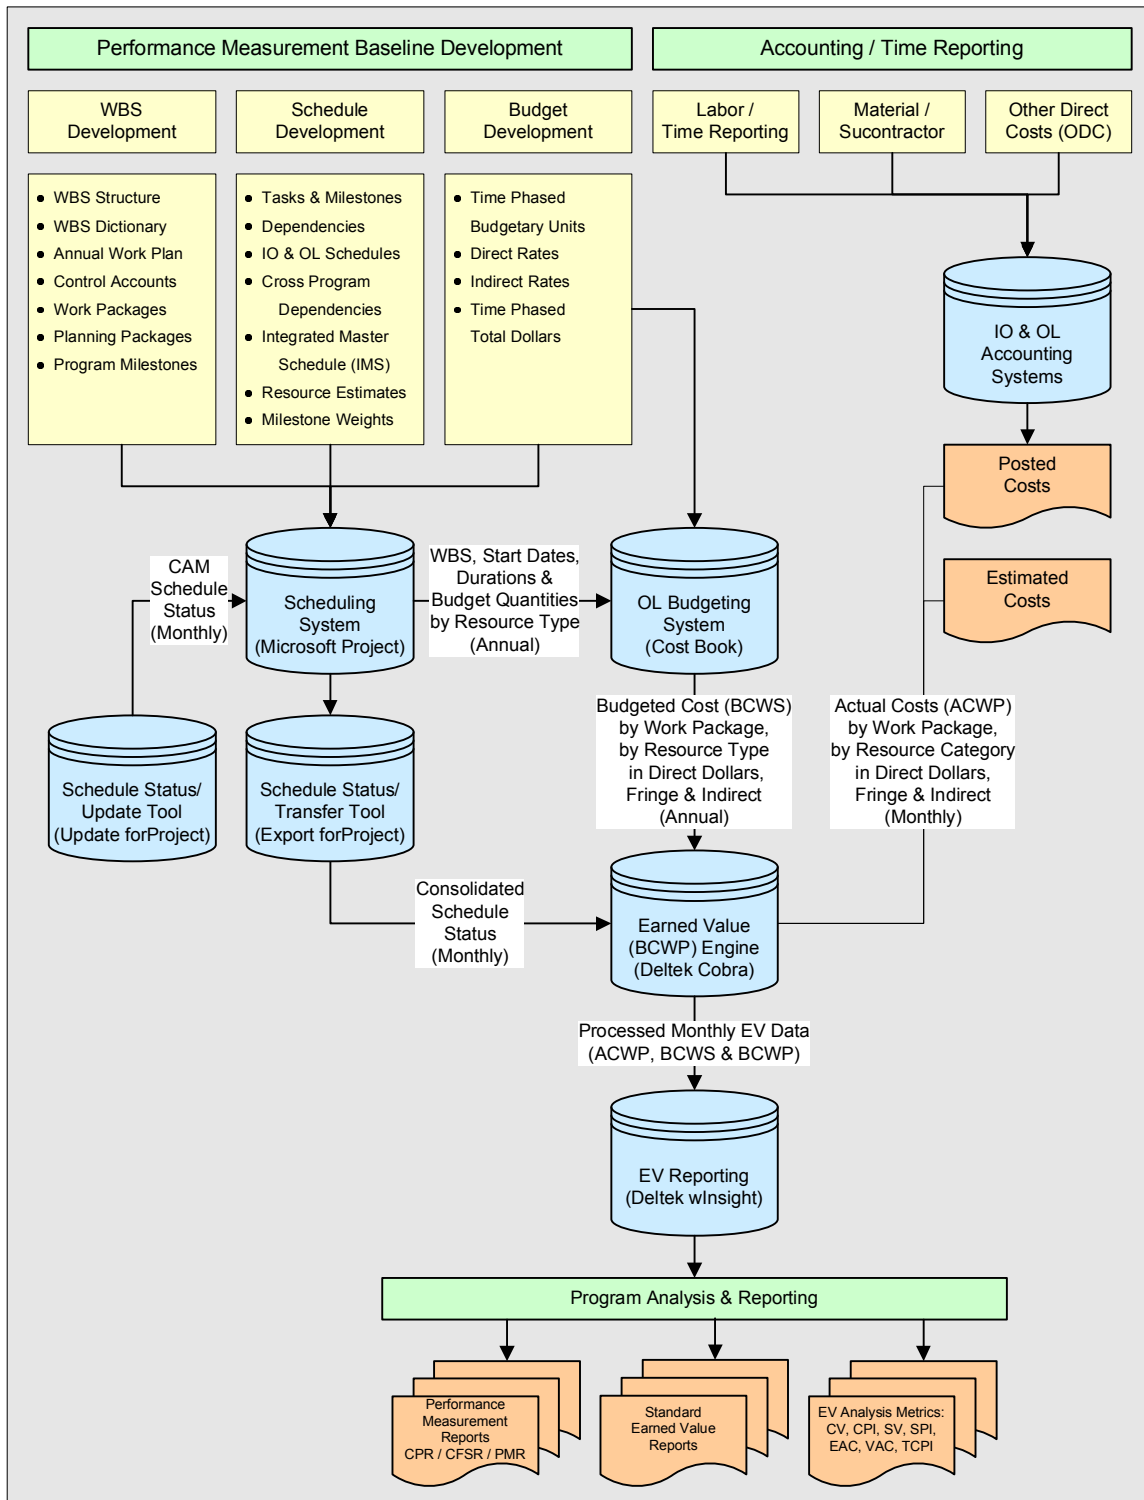 Performance Measurement Baseline Development
Accounting / Time Reporting
WBS
Development
Schedule
Development
Budget
Development
Labor /
Time Reporting
Material /
Sucontractor
Other Direct
Costs (ODC)
• WBS Structure
• WBS Dictionary
• Annual Work Plan
• Control Accounts
• Work Packages
• Planning Packages
• Program Milestones
• Tasks & Milestones
• Dependencies
• IO & OL Schedules
• Cross Program
Dependencies
• Integrated Master
Schedule (IMS)
• Resource Estimates
• Milestone Weights
• Time Phased
Budgetary Units
• Direct Rates
• Indirect Rates
• Time Phased
Total Dollars
IO & OL
Accounting
Systems
Posted
Costs
Estimated
Costs
CAM
Schedule
Status
(Monthly)
Scheduling
System
(Microsoft Project)
WBS, Start Dates,
Durations &
Budget Quantities
by Resource Type
(Annual)
OL Budgeting
System
(Cost Book)
Schedule Status/
Update Tool
(Update forProject)
Schedule Status/
Transfer Tool
(Export forProject)
Budgeted Cost (BCWS)
by Work Package,
by Resource Type
in Direct Dollars,
Fringe & Indirect
(Annual)
Actual Costs (ACWP)
by Work Package,
by Resource Category
in Direct Dollars,
Fringe & Indirect
(Monthly)
Consolidated
Schedule
Status
(Monthly)
Earned Value
(BCWP) Engine
(Deltek Cobra)
Processed Monthly EV Data
(ACWP, BCWS & BCWP)
EV Reporting
(Deltek wInsight)
Program Analysis & Reporting
Performance
Measurement
Reports
CPR / CFSR / PMR
Standard
Earned Value
Reports
EV Analysis Metrics:
CV, CPI, SV, SPI,
EAC, VAC, TCPI